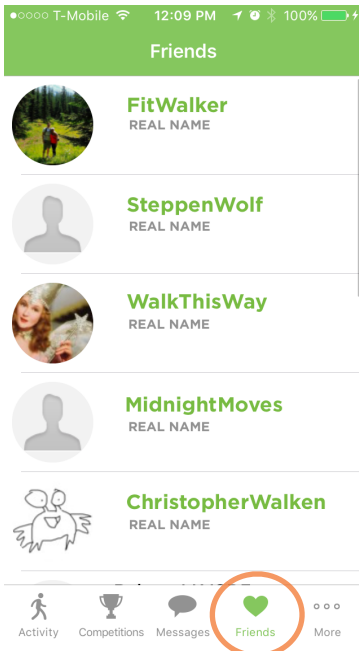 T-Mobile 12:09 PM 100%
Friends
FitWalker
REAL NAME
SteppenWolf
REAL NAME
WalkThisWay
REAL NAME
MidnightMoves
REAL NAME
ChristopherWalken
REAL NAME
Activity Competitions Messages Friends More